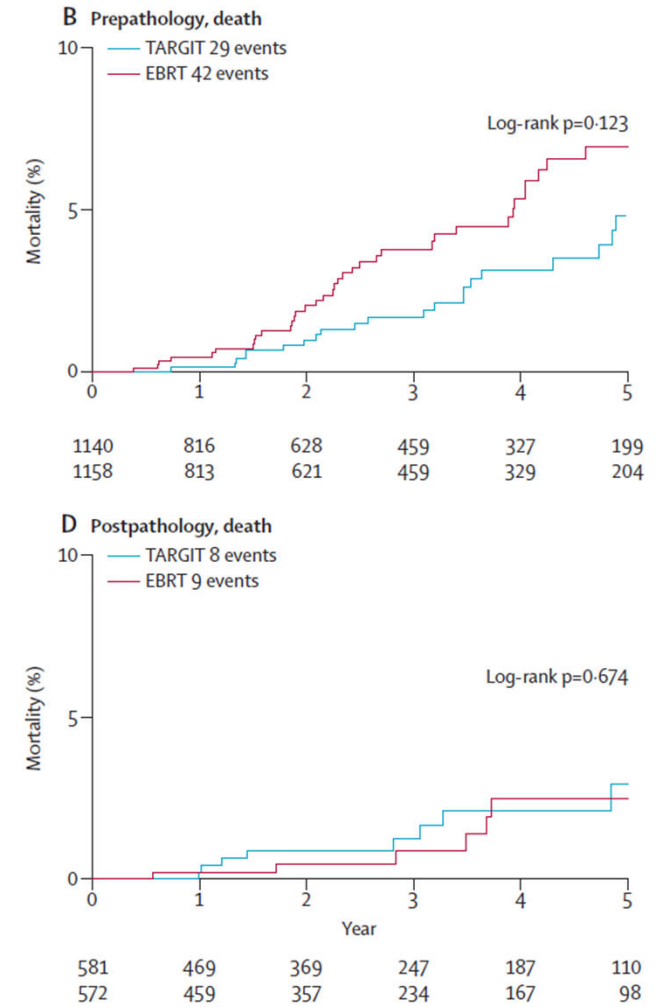 B Prepathology, death
10
TARGIT 29 events
EBRT 42 events
Log-rank p=0·123
Mortality (%)
5
0
0 1 2 3 4 5
1140 816 628 459 327 199
1158 813 621 459 329 204
D Postpathology, death
10
TARGIT 8 events
EBRT 9 events
Log-rank p=0·674
Mortality (%)
5
0
0 1 2 3 4 5
Year
581 469 369 247 187 110
572 459 357 234 167 98